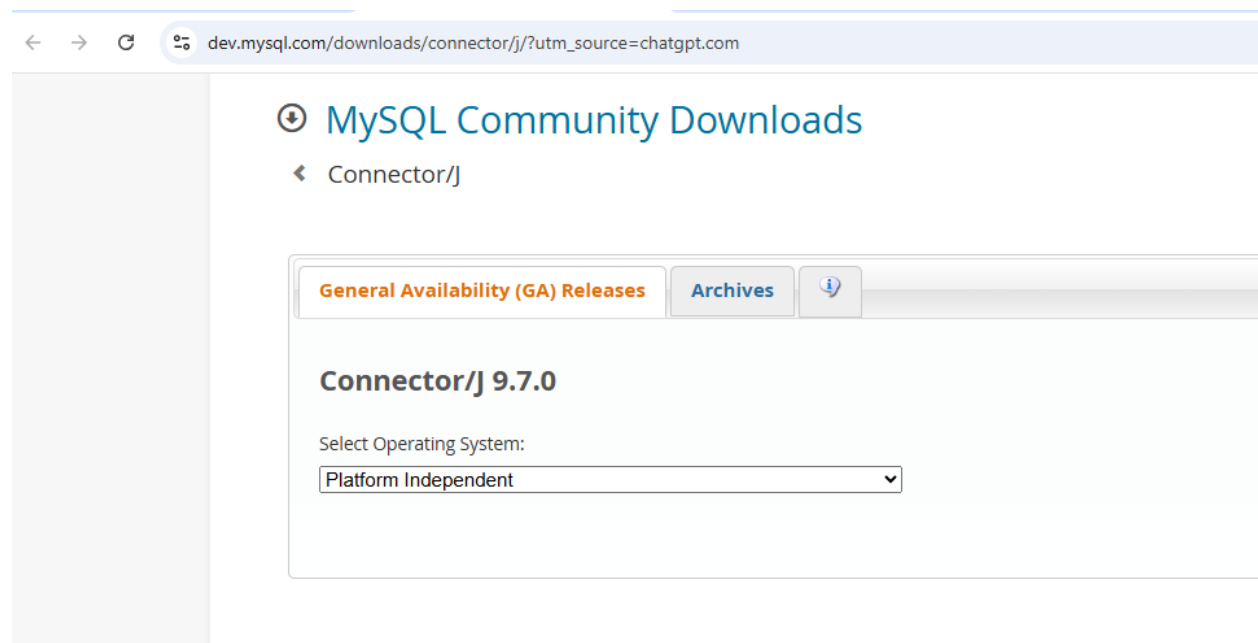 dev.mysql.com/downloads/connector/j/?utm_source=chatgpt.com
MySQL Community Downloads
Connector/J
General Availability (GA) Releases Archives
Connector/J 9.7.0
Select Operating System:
Platform Independent